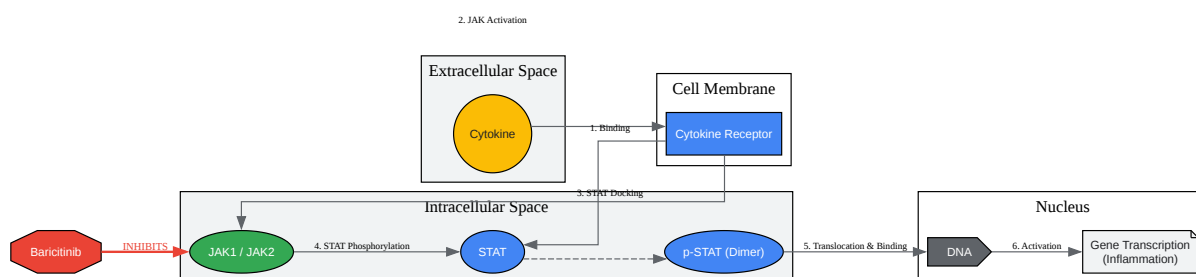 2. JAK Activation
Extracellular Space
Cell Membrane
Cytokine
1. Binding
Cytokine Receptor
3. STAT Docking
Intracellular Space
Nucleus
Baricitinib
INHIBITS
JAK1 / JAK2
4. STAT Phosphorylation
STAT
p-STAT (Dimer)
5. Translocation & Binding
DNA
6. Activation
Gene Transcription
(Inflammation)